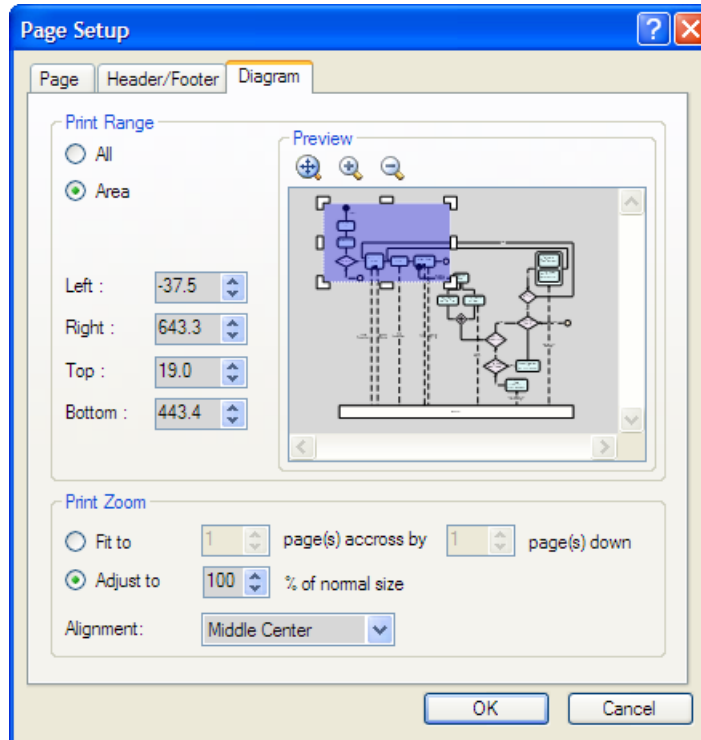 Page Setup
Page Header/Footer Diagram
Print Range
All
Area
Left : -37.5
Right : 643.3
Top : 19.0
Bottom : 443.4
Preview
Print Zoom
Fit to 1 page(s) accross by 1 page(s) down
Adjust to 100 % of normal size
Alignment: Middle Center
OK Cancel